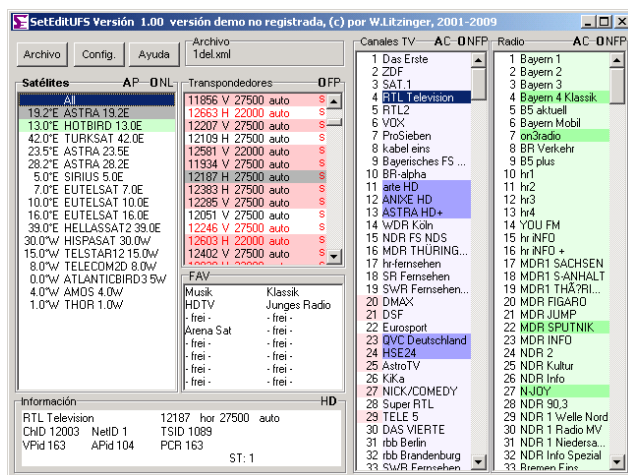 SetEditUFS Versión 1.00 versión demo no registrada, (c) por W.Litzinger, 2001-2009
Archivo Config. Ayuda
Archivo
1del.xml
Satélites AP ONL
All
19.2°E ASTRA 19.2E
13.0°E HOTBIRD 13.0E
42.0°E TURKSAT 42.0E
23.5°E ASTRA 23.5E
28.2°E ASTRA 28.2E
5.0°E SIRIUS 5.0E
7.0°E EUTELSAT 7.0E
10.0°E EUTELSAT 10.0E
16.0°E EUTELSAT 16.0E
39.0°E HELLASSAT2 39.0E
30.0°W HISPASAT 30.0W
15.0°W TELSTAR12 15.0W
8.0°W TELECOM2D 8.0W
0.0°W ATLANTICBIRD3 5W
4.0°W AMOS 4.0W
1.0°W THOR 1.0W
Transpondedores OFP
11856 V 27500 auto S
12663 H 22000 auto S
12207 V 27500 auto S
12109 H 27500 auto S
12581 V 22000 auto S
11934 V 27500 auto S
12187 H 27500 auto S
12383 H 27500 auto S
12285 V 27500 auto S
12051 V 27500 auto S
12246 V 27500 auto S
12603 H 22000 auto S
12402 V 27500 auto S
FAV
Musik Klassik
HDTV Junges Radio
- frei - - frei -
Arena Sat - frei -
- frei - - frei -
- frei - - frei -
- frei - - frei -
- frei - - frei -
Información HD
RTL Television 12187 hor 27500 auto
ChID 12003 NetID 1 TSID 1089
VPid 163 APid 104 PCR 163
ST: 1
Canales TV AC ONFP
1 Das Erste
2 ZDF
3 SAT.1
4 RTL Television
5 RTL2
6 VOX
7 ProSieben
8 kabel eins
9 Bayerisches FS ...
10 BR-alpha
11 arte HD
12 ANIXE HD
13 ASTRA HD+
14 WDR Köln
15 NDR FS NDS
16 MDR THÜRING...
17 hr-fernsehen
18 SR Fernsehen
19 SWR Fernsehen...
20 DMAX
21 DSF
22 Eurosport
23 QVC Deutschland
24 HSE24
25 AstroTV
26 KiKa
27 NICK/COMEDY
28 Super RTL
29 TELE 5
30 DAS VIERTE
31 rbb Berlin
32 rbb Brandenburg
33 SWR Fernsehen
Radio AC ONFP
1 Bayern 1
2 Bayern 2
3 Bayern 3
4 Bayern 4 Klassik
5 B5 aktuell
6 Bayern Mobil
7 on3radio
8 BR Verkehr
9 B5 plus
10 hr1
11 hr2
12 hr3
13 hr4
14 YOU FM
15 hr iNFO
16 hr iNFO +
17 MDR1 SACHSEN
18 MDR1 S-ANHALT
19 MDR1 THÃ?RI...
20 MDR FIGARO
21 MDR JUMP
22 MDR SPUTNIK
23 MDR INFO
24 NDR 2
25 NDR Kultur
26 NDR Info
27 N-JOY
28 NDR 90,3
29 NDR 1 Welle Nord
30 NDR 1 Radio MV
31 NDR 1 Niedersa...
32 NDR Info Spezial
33 Bremen Eins